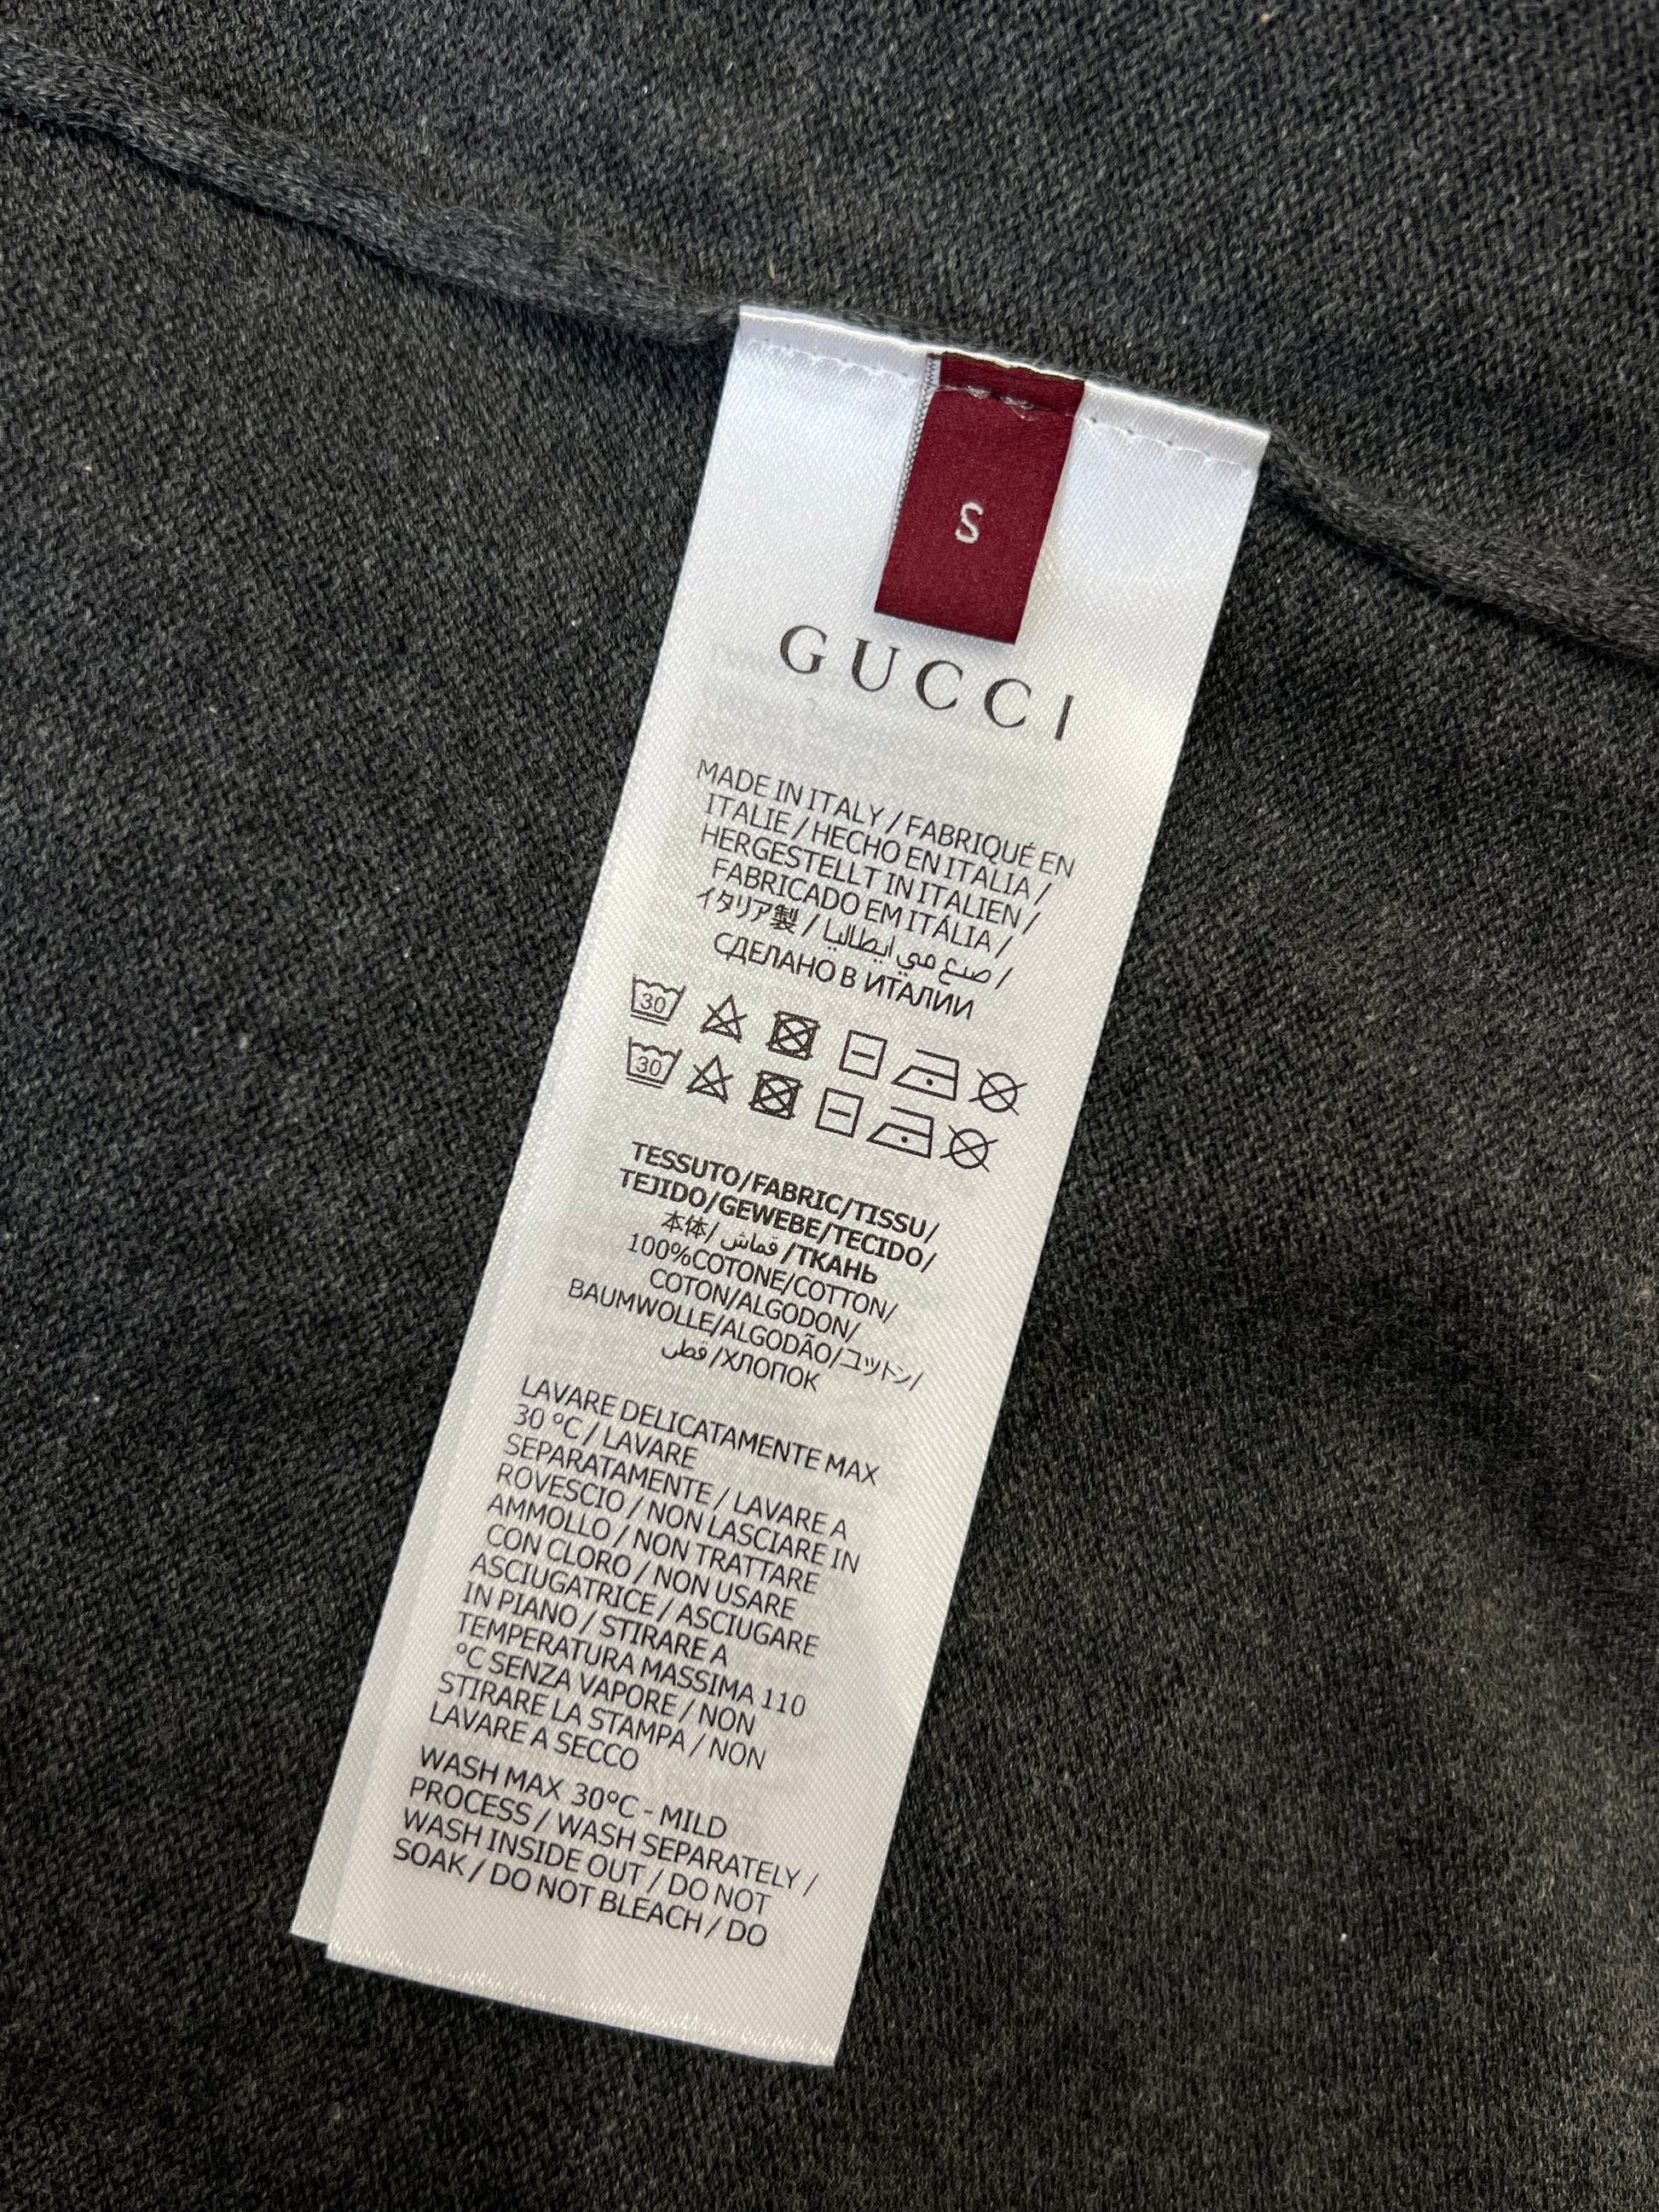 S
GUCCI
MADE IN ITALY / FABRIQUÉ EN
ITALIE / HECHO EN ITALIA /
HERGESTELLT IN ITALIEN /
FABRICADO EM ITÁLIA /
イタリア製 / صنع في ايطاليا /
СДЕЛАНО В ИТАЛИИ
30
30
TESSUTO/FABRIC/TISSU/
TEJIDO/GEWEBE/TECIDO/
本体/ قماش /ТКАНЬ
100%COTONE/COTTON/
COTON/ALGODON/
BAUMWOLLE/ALGODÃO/コットン/
قطن /ХЛОПОК
LAVARE DELICATAMENTE MAX
30 °C / LAVARE
SEPARATAMENTE / LAVARE A
ROVESCIO / NON LASCIARE IN
AMMOLLO / NON TRATTARE
CON CLORO / NON USARE
ASCIUGATRICE / ASCIUGARE
IN PIANO / STIRARE A
TEMPERATURA MASSIMA 110
°C SENZA VAPORE / NON
STIRARE LA STAMPA / NON
LAVARE A SECCO
WASH MAX 30°C - MILD
PROCESS / WASH SEPARATELY /
WASH INSIDE OUT / DO NOT
SOAK / DO NOT BLEACH / DO